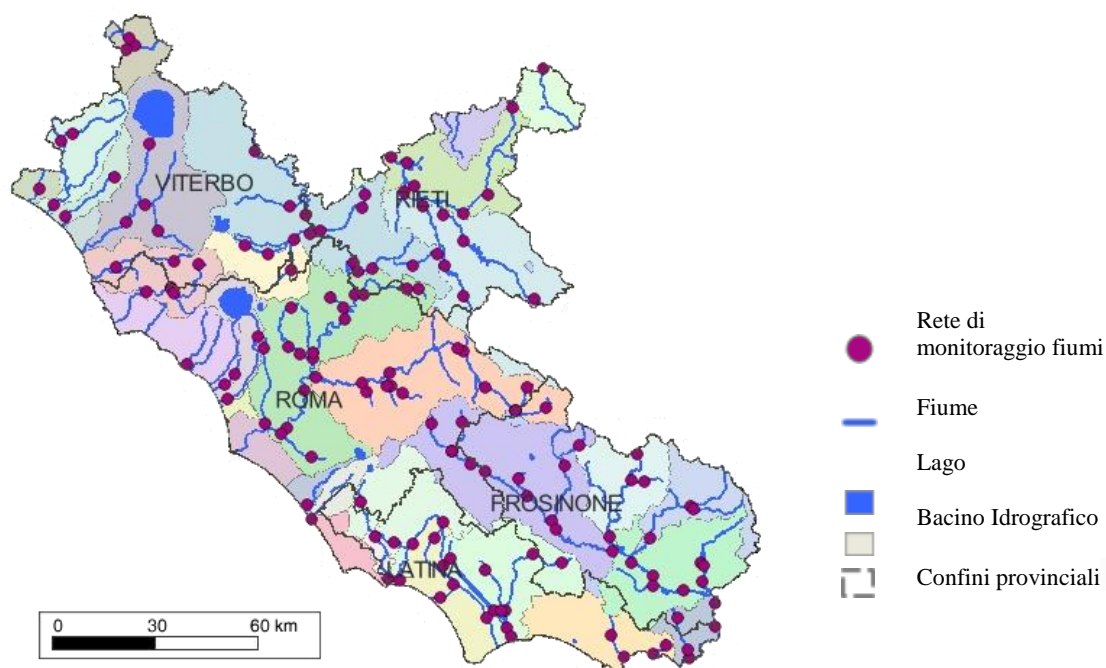 VITERBO
RIETI
ROMA
FROSINONE
LATINA
0 30 60 km
Rete di
monitoraggio fiumi
Fiume
Lago
Bacino Idrografico
Confini provinciali